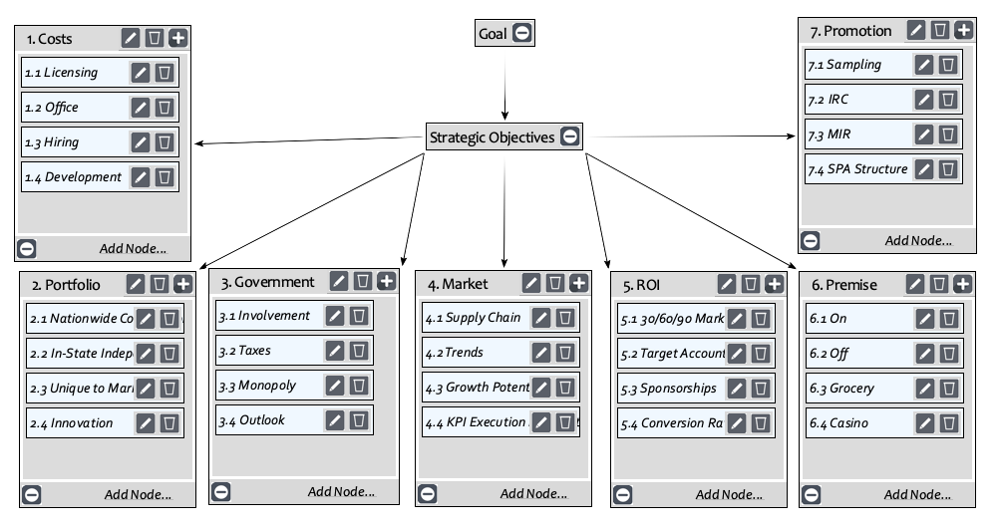 Goal
Strategic Objectives
1. Costs
1.1 Licensing
1.2 Office
1.3 Hiring
1.4 Development
Add Node...
7. Promotion
7.1 Sampling
7.2 IRC
7.3 MIR
7.4 SPA Structure
Add Node...
2. Portfolio
2.1 Nationwide Co
2.2 In-State Indep
2.3 Unique to Mar
2.4 Innovation
Add Node...
3. Government
3.1 Involvement
3.2 Taxes
3.3 Monopoly
3.4 Outlook
Add Node...
4. Market
4.1 Supply Chain
4.2 Trends
4.3 Growth Potent
4.4 KPI Execution
Add Node...
5. ROI
5.1 30/60/90 Mark
5.2 Target Account
5.3 Sponsorships
5.4 Conversion Ra
Add Node...
6. Premise
6.1 On
6.2 Off
6.3 Grocery
6.4 Casino
Add Node...